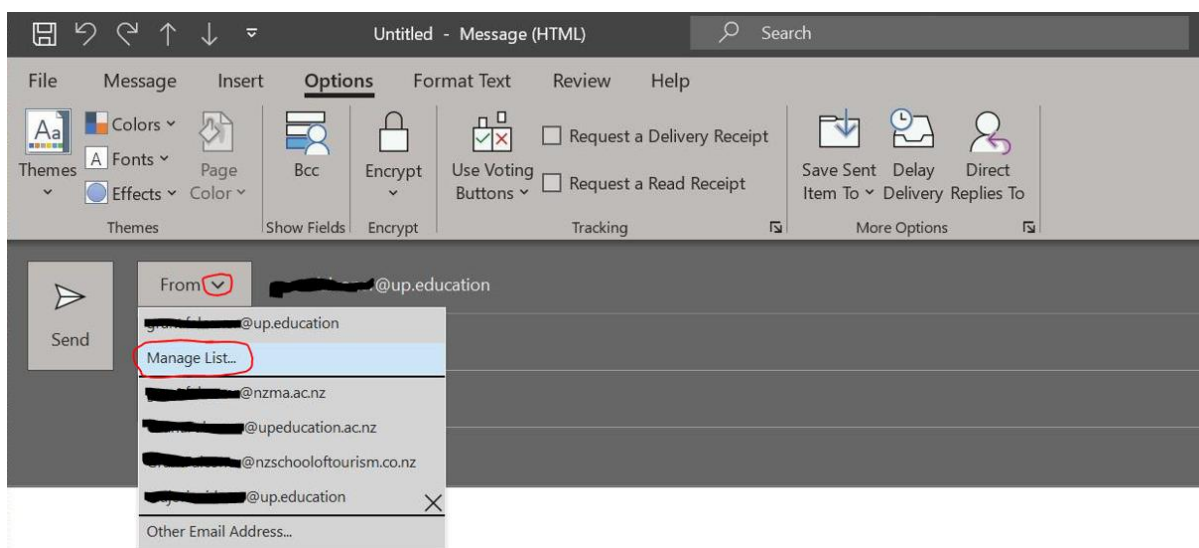 Untitled - Message (HTML)
Search
File Message Insert Options Format Text Review Help
Aa
Themes
Colors
A Fonts
Effects
Page
Color
Themes
Bcc
Show Fields
Encrypt
Encrypt
Use Voting
Buttons
Request a Delivery Receipt
Request a Read Receipt
Tracking
Save Sent
Item To
Delay
Delivery
Direct
Replies To
More Options
Send
From
@up.education
@up.education
Manage List...
@nzma.ac.nz
@upeducation.ac.nz
@nzschooloftourism.co.nz
@up.education
Other Email Address...